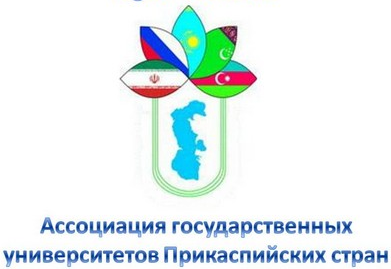 Ассоциация государственных
университетов Прикаспийских стран